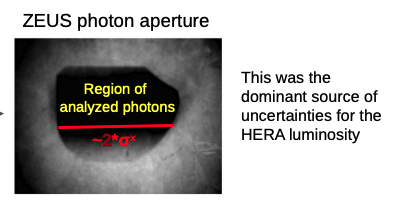 ZEUS photon aperture
Region of
analyzed photons
~2*σx
This was the
dominant source of
uncertainties for the
HERA luminosity